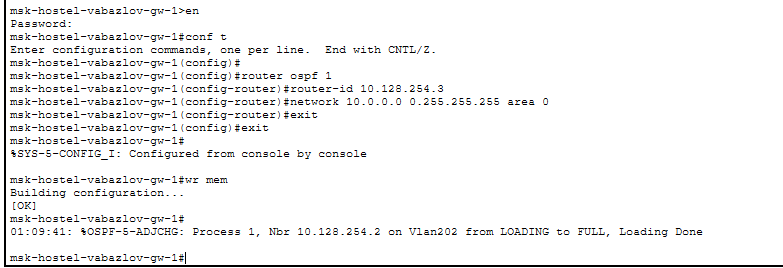 msk-hostel-vabazlov-gw-1>en
Password:
msk-hostel-vabazlov-gw-1#conf t
Enter configuration commands, one per line.  End with CNTL/Z.
msk-hostel-vabazlov-gw-1(config)#
msk-hostel-vabazlov-gw-1(config)#router ospf 1
msk-hostel-vabazlov-gw-1(config-router)#router-id 10.128.254.3
msk-hostel-vabazlov-gw-1(config-router)#network 10.0.0.0 0.255.255.255 area 0
msk-hostel-vabazlov-gw-1(config-router)#exit
msk-hostel-vabazlov-gw-1(config)#exit
msk-hostel-vabazlov-gw-1#
%SYS-5-CONFIG_I: Configured from console by console
msk-hostel-vabazlov-gw-1#wr mem
Building configuration...
[OK]
msk-hostel-vabazlov-gw-1#
01:09:41: %OSPF-5-ADJCHG: Process 1, Nbr 10.128.254.2 on Vlan202 from LOADING to FULL, Loading Done
msk-hostel-vabazlov-gw-1#